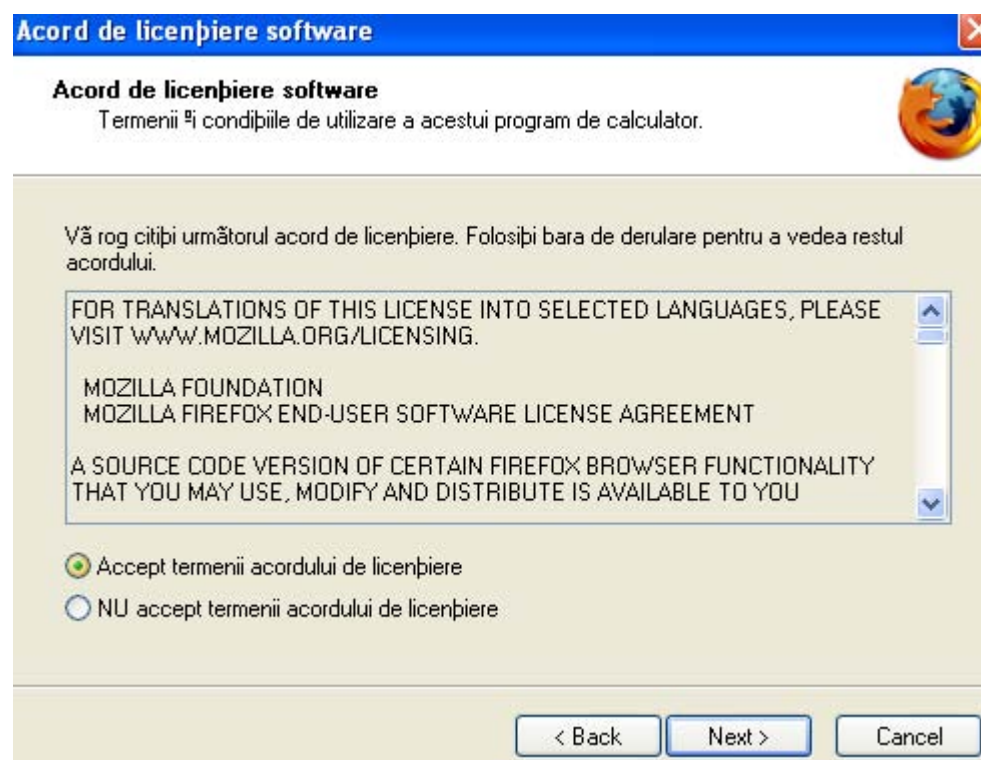 Acord de licenþiere software
Acord de licenþiere software
Termenii ªi condiþiile de utilizare a acestui program de calculator.
Vã rog citiþi urmãtorul acord de licenþiere. Folosiþi bara de derulare pentru a vedea restul
acordului.
FOR TRANSLATIONS OF THIS LICENSE INTO SELECTED LANGUAGES, PLEASE
VISIT WWW.MOZILLA.ORG/LICENSING.
MOZILLA FOUNDATION
MOZILLA FIREFOX END-USER SOFTWARE LICENSE AGREEMENT
A SOURCE CODE VERSION OF CERTAIN FIREFOX BROWSER FUNCTIONALITY
THAT YOU MAY USE, MODIFY AND DISTRIBUTE IS AVAILABLE TO YOU
Accept termenii acordului de licenþiere
NU accept termenii acordului de licenþiere
< Back Next > Cancel